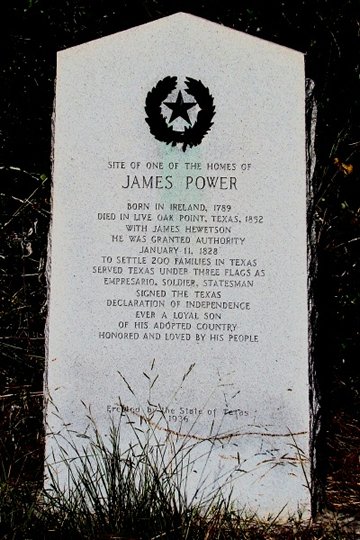 SITE OF ONE OF THE HOMES OF
JAMES POWER
BORN IN IRELAND, 1789
DIED IN LIVE OAK POINT, TEXAS, 1852
WITH JAMES HEWETSON
HE WAS GRANTED AUTHORITY
JANUARY 11, 1828
TO SETTLE 200 FAMILIES IN TEXAS
SERVED TEXAS UNDER THREE FLAGS AS
EMPRESARIO, SOLDIER, STATESMAN
SIGNED THE TEXAS
DECLARATION OF INDEPENDENCE
EVER A LOYAL SON
OF HIS ADOPTED COUNTRY
HONORED AND LOVED BY HIS PEOPLE
Erected by the State of Texas
1936